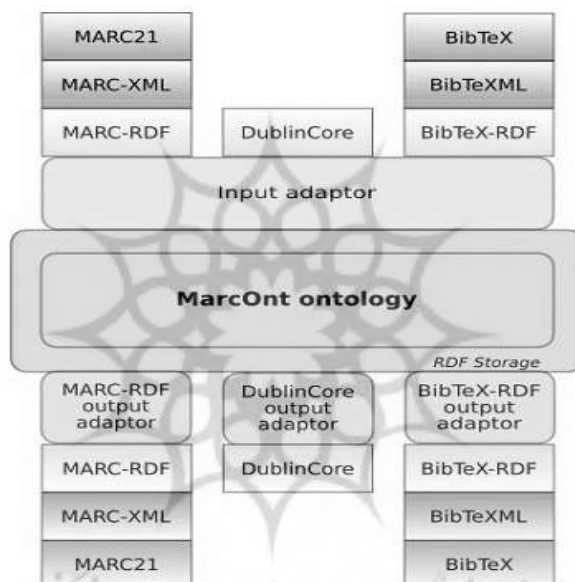 MARC21
BibTeX
MARC-XML
BibTeXML
MARC-RDF
DublinCore
BibTeX-RDF
Input adaptor
MarcOnt ontology
RDF Storage
MARC-RDF
output
adaptor
DublinCore
output
adaptor
BibTeX-RDF
output
adaptor
MARC-RDF
DublinCore
BibTeX-RDF
MARC-XML
BibTeXML
MARC21
BibTeX